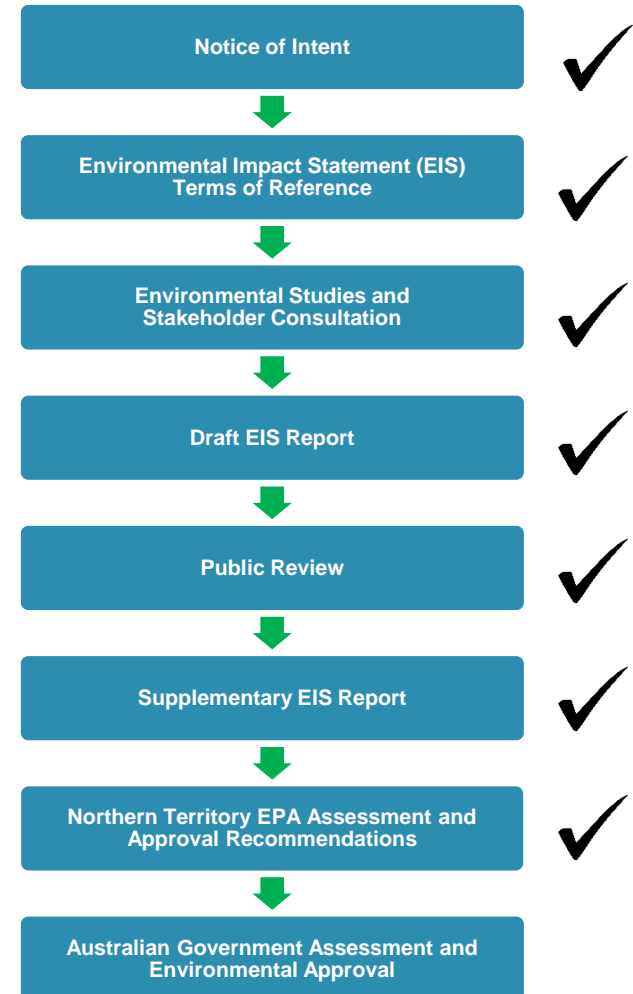 Notice of Intent
Environmental Impact Statement (EIS)
Terms of Reference
Environmental Studies and
Stakeholder Consultation
Draft EIS Report
Public Review
Supplementary EIS Report
Northern Territory EPA Assessment and
Approval Recommendations
Australian Government Assessment and
Environmental Approval